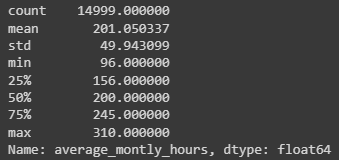 count 14999.000000
mean 201.050337
std 49.943099
min 96.000000
25% 156.000000
50% 200.000000
75% 245.000000
max 310.000000
Name: average_montly_hours, dtype: float64